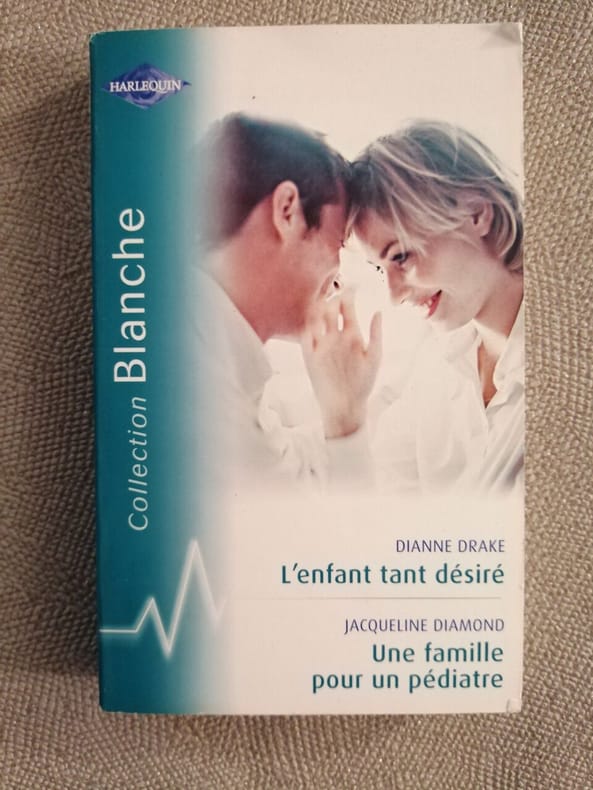 HARLEQUIN
Collection Blanche
DIANNE DRAKE
L'enfant tant désiré
JACQUELINE DIAMOND
Une famille
pour un pédiatre